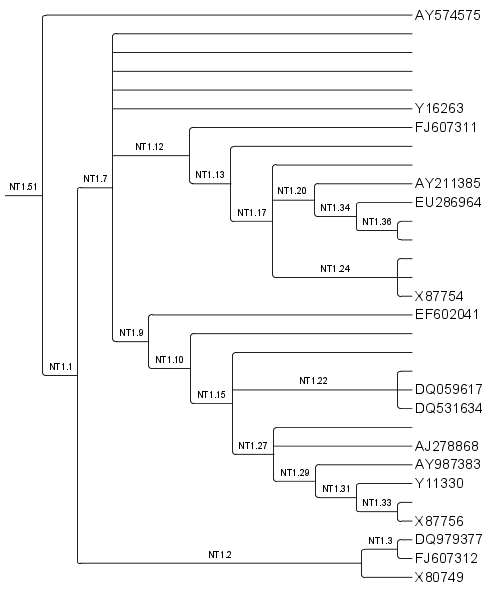 AY574575
Y16263
FJ607311
NT1.12
NT1.13
NT1.7
AY211385
NT1.20
NT1.51
EU286964
NT1.34
NT1.17
NT1.36
NT1.24
X87754
EF602041
NT1.9
NT1.10
NT1.1
NT1.22
DQ059617
NT1.15
DQ531634
AJ278868
NT1.27
AY987383
NT1.29
Y11330
NT1.31
NT1.33
X87756
DQ979377
NT1.3
NT1.2
FJ607312
X80749